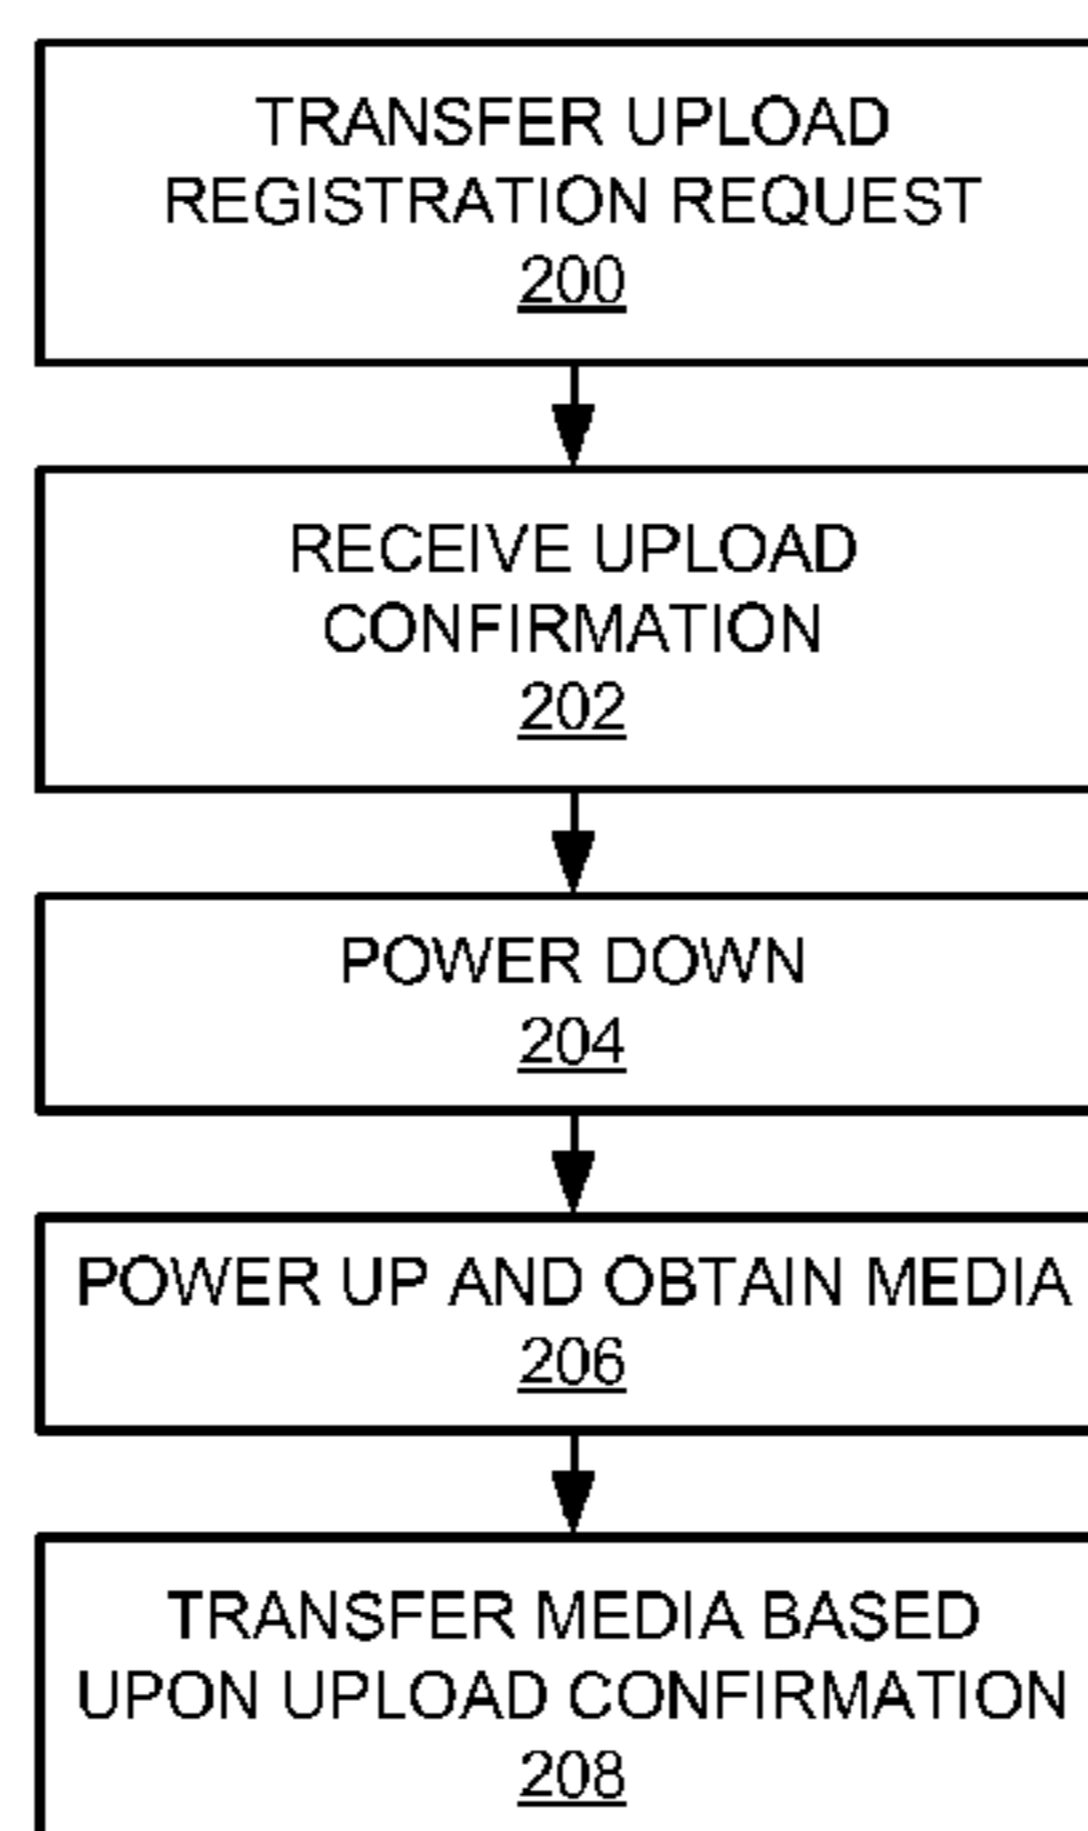 TRANSFER UPLOAD
REGISTRATION REQUEST
200
RECEIVE UPLOAD
CONFIRMATION
202
POWER DOWN
204
POWER UP AND OBTAIN MEDIA
206
TRANSFER MEDIA BASED
UPON UPLOAD CONFIRMATION
208